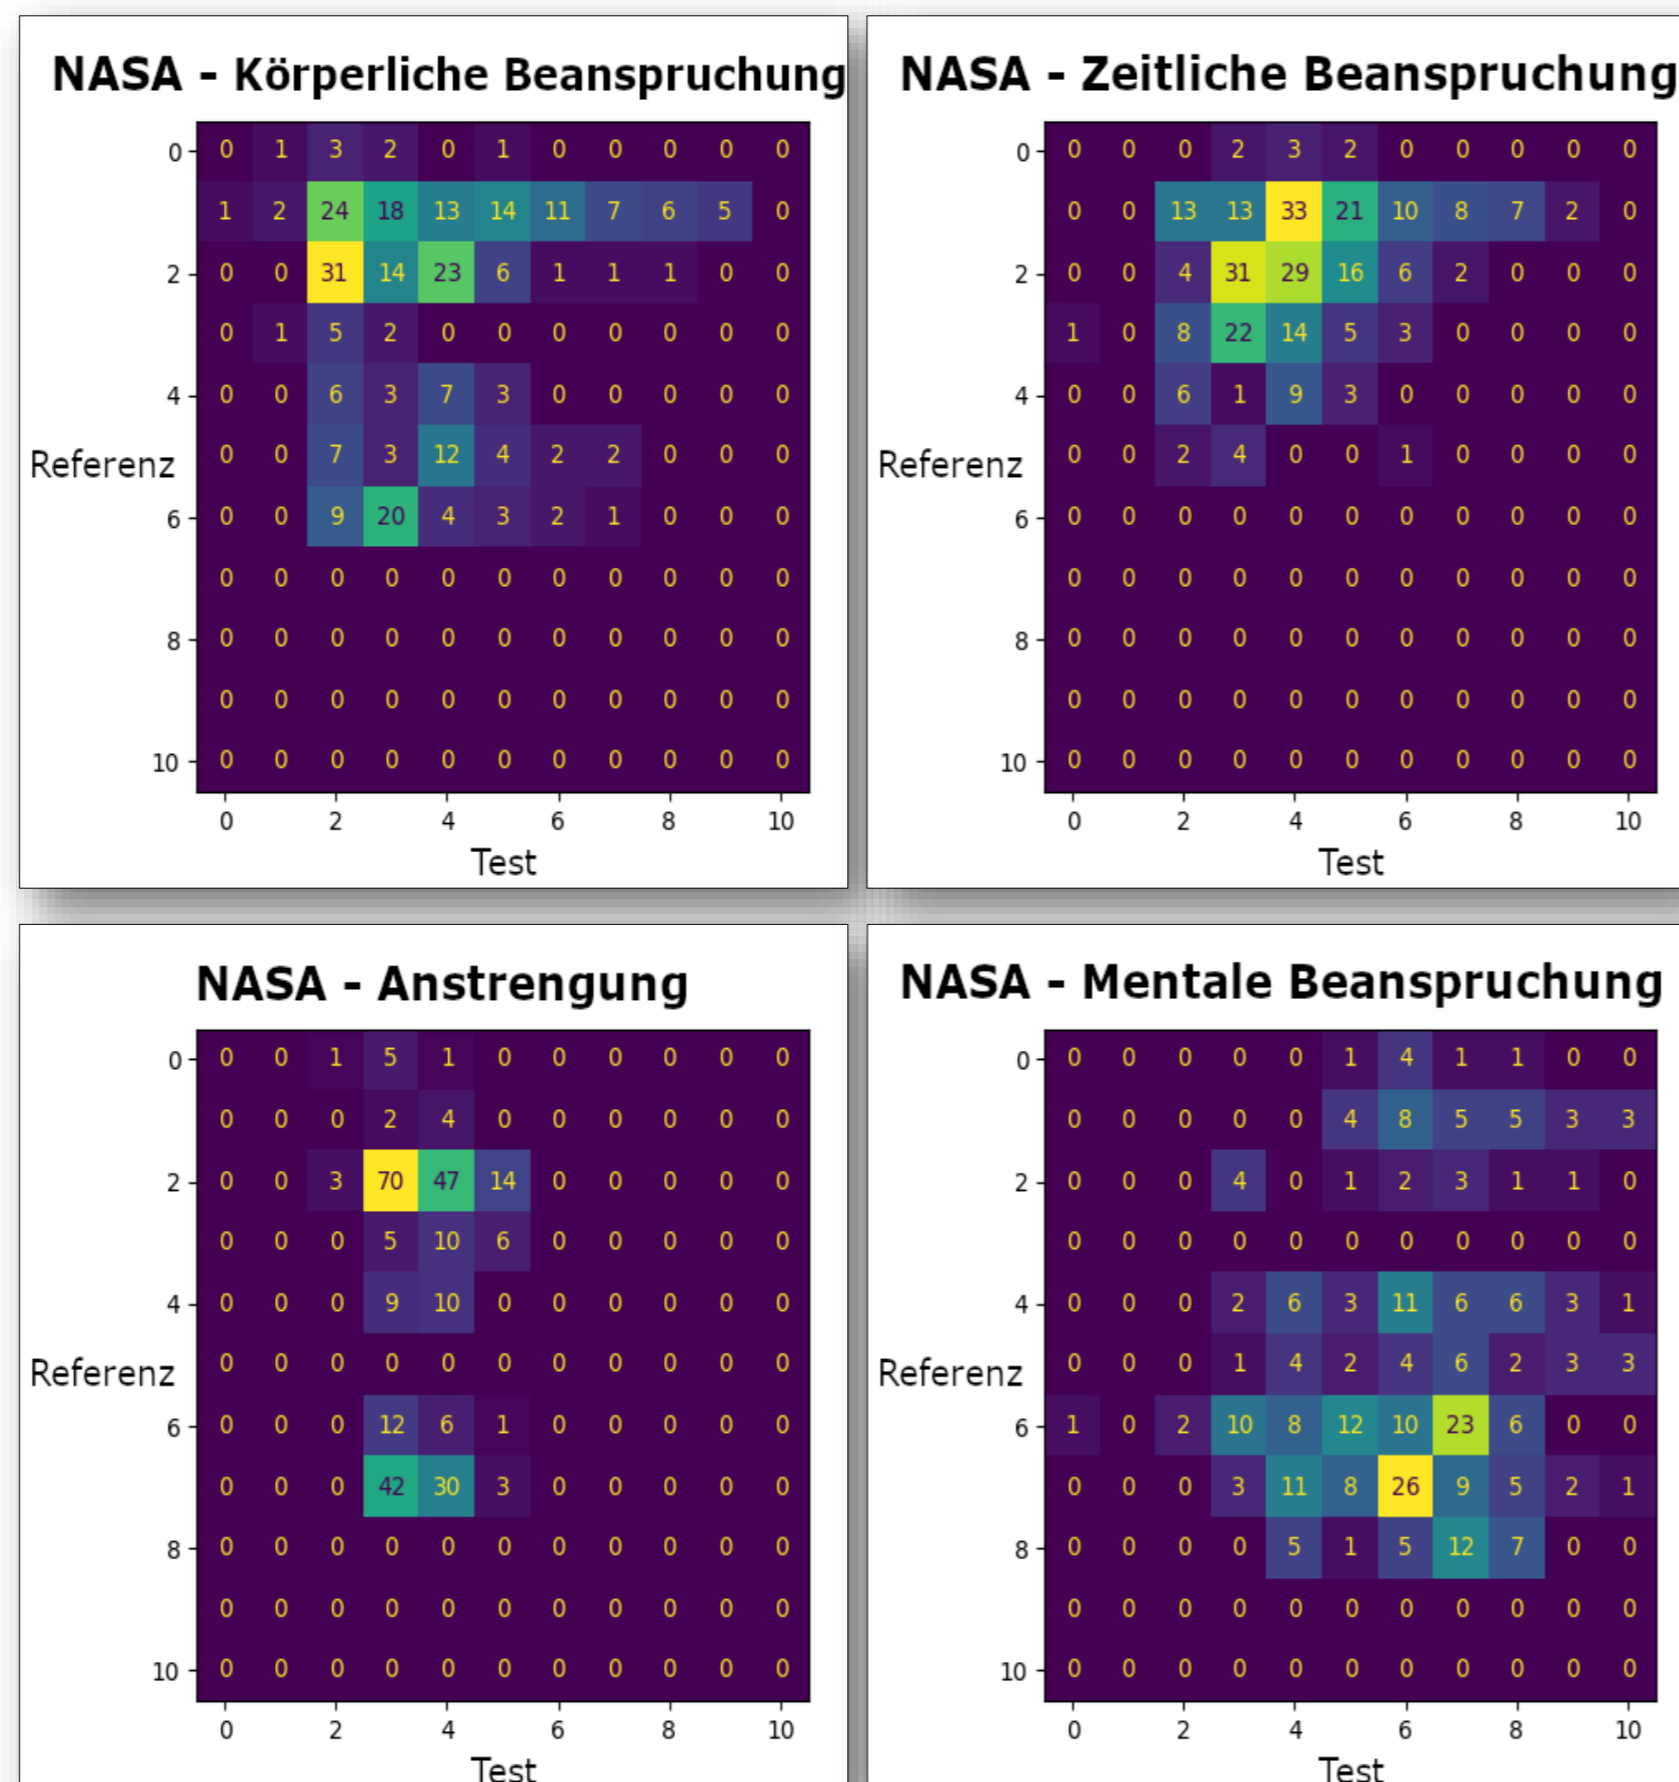 NASA - Körperliche Beanspruchung
0 0 1 3 2 0 1 0 0 0 0 0
1 2 24 18 13 14 11 7 6 5 0
2 0 0 31 14 23 6 1 1 1 0 0
0 1 5 2 0 0 0 0 0 0 0
4 0 0 6 3 7 3 0 0 0 0 0
Referenz 0 0 7 3 12 4 2 2 0 0 0
6 0 0 9 20 4 3 2 1 0 0 0
0 0 0 0 0 0 0 0 0 0 0
8 0 0 0 0 0 0 0 0 0 0 0
0 0 0 0 0 0 0 0 0 0 0
10 0 0 0 0 0 0 0 0 0 0 0
0 2 4 6 8 10
Test
NASA - Zeitliche Beanspruchung
0 0 0 0 2 3 2 0 0 0 0 0
0 0 13 13 33 21 10 8 7 2 0
2 0 0 4 31 29 16 6 2 0 0 0
1 0 8 22 14 5 3 0 0 0 0
4 0 0 6 1 9 3 0 0 0 0 0
Referenz 0 0 2 4 0 0 1 0 0 0 0
6 0 0 0 0 0 0 0 0 0 0 0
0 0 0 0 0 0 0 0 0 0 0
8 0 0 0 0 0 0 0 0 0 0 0
0 0 0 0 0 0 0 0 0 0 0
10 0 0 0 0 0 0 0 0 0 0 0
0 2 4 6 8 10
Test
NASA - Anstrengung
0 0 0 1 5 1 0 0 0 0 0 0
0 0 0 2 4 0 0 0 0 0 0
2 0 0 3 70 47 14 0 0 0 0 0
0 0 0 5 10 6 0 0 0 0 0
4 0 0 0 9 10 0 0 0 0 0 0
Referenz 0 0 0 0 0 0 0 0 0 0 0
6 0 0 0 12 6 1 0 0 0 0 0
0 0 0 42 30 3 0 0 0 0 0
8 0 0 0 0 0 0 0 0 0 0 0
0 0 0 0 0 0 0 0 0 0 0
10 0 0 0 0 0 0 0 0 0 0 0
0 2 4 6 8 10
Test
NASA - Mentale Beanspruchung
0 0 0 0 0 0 1 4 1 1 0 0
0 0 0 0 0 4 8 5 5 3 3
2 0 0 0 4 0 1 2 3 1 1 0
0 0 0 0 0 0 0 0 0 0 0
4 0 0 0 2 6 3 11 6 6 3 1
Referenz 0 0 0 1 4 2 4 6 2 3 3
6 1 0 2 10 8 12 10 23 6 0 0
0 0 0 3 11 8 26 9 5 2 1
8 0 0 0 0 5 1 5 12 7 0 0
0 0 0 0 0 0 0 0 0 0 0
10 0 0 0 0 0 0 0 0 0 0 0
0 2 4 6 8 10
Test